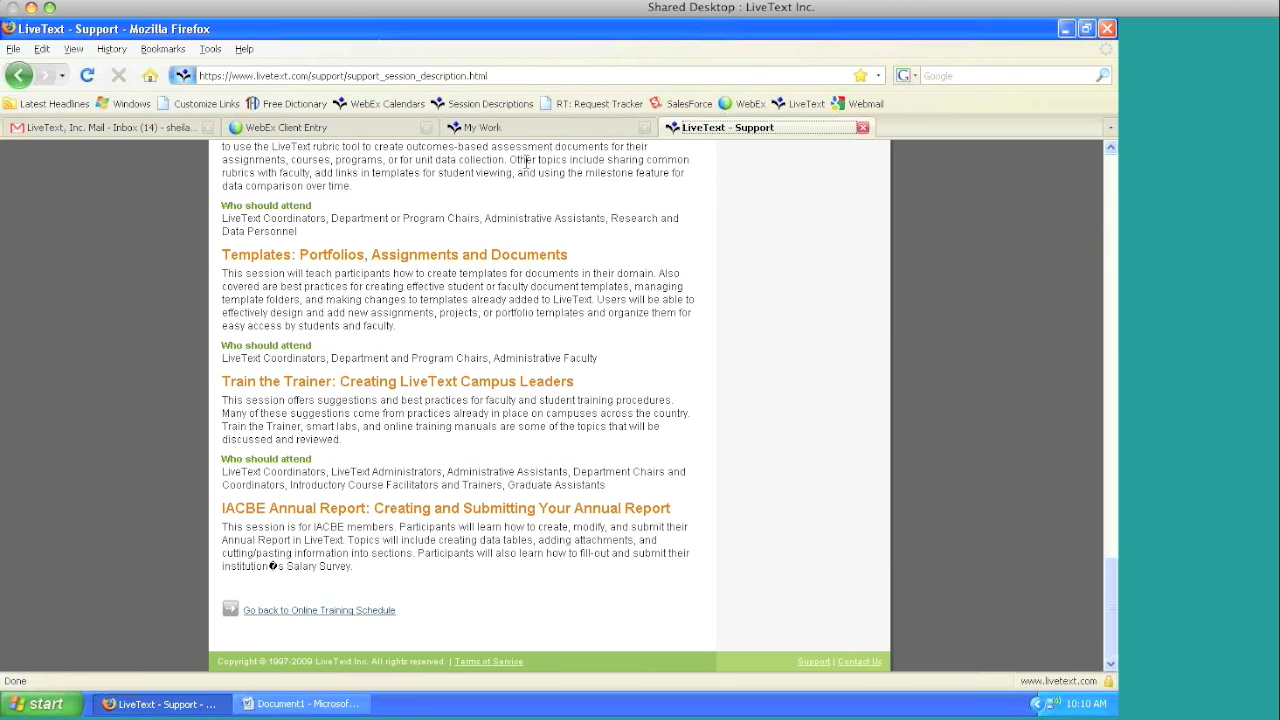 Shared Desktop : LiveText Inc.
LiveText - Support - Mozilla Firefox
File Edit View History Bookmarks Tools Help
https://www.livetext.com/support/support_session_description.html
Google
Latest Headlines Windows Customize Links Free Dictionary WebEx Calendars Session Descriptions RT: Request Tracker SalesForce WebEx LiveText Webmail
LiveText, Inc. Mail - Inbox (14) - sheila... WebEx Client Entry My Work LiveText - Support
to use the LiveText rubric tool to create outcomes-based assessment documents for their
assignments, courses, programs, or for unit data collection. Other topics include sharing common
rubrics with faculty, add links in templates for student viewing, and using the milestone feature for
data comparison over time.
Who should attend
LiveText Coordinators, Department or Program Chairs, Administrative Assistants, Research and
Data Personnel
Templates: Portfolios, Assignments and Documents
This session will teach participants how to create templates for documents in their domain. Also
covered are best practices for creating effective student or faculty document templates, managing
template folders, and making changes to templates already added to LiveText. Users will be able to
effectively design and add new assignments, projects, or portfolio templates and organize them for
easy access by students and faculty.
Who should attend
LiveText Coordinators, Department and Program Chairs, Administrative Faculty
Train the Trainer: Creating LiveText Campus Leaders
This session offers suggestions and best practices for faculty and student training procedures.
Many of these suggestions come from practices already in place on campuses across the country.
Train the Trainer, smart labs, and online training manuals are some of the topics that will be
discussed and reviewed.
Who should attend
LiveText Coordinators, LiveText Administrators, Administrative Assistants, Department Chairs and
Coordinators, Introductory Course Facilitators and Trainers, Graduate Assistants
IACBE Annual Report: Creating and Submitting Your Annual Report
This session is for IACBE members. Participants will learn how to create, modify, and submit their
Annual Report in LiveText. Topics will include creating data tables, adding attachments, and
cutting/pasting information into sections. Participants will also learn how to fill-out and submit their
institution�s Salary Survey.
Go back to Online Training Schedule
Copyright © 1997-2009 LiveText Inc. All rights reserved. | Terms of Service Support | Contact Us
Done www.livetext.com
start LiveText - Support - ... Document1 - Microsof... 10:10 AM